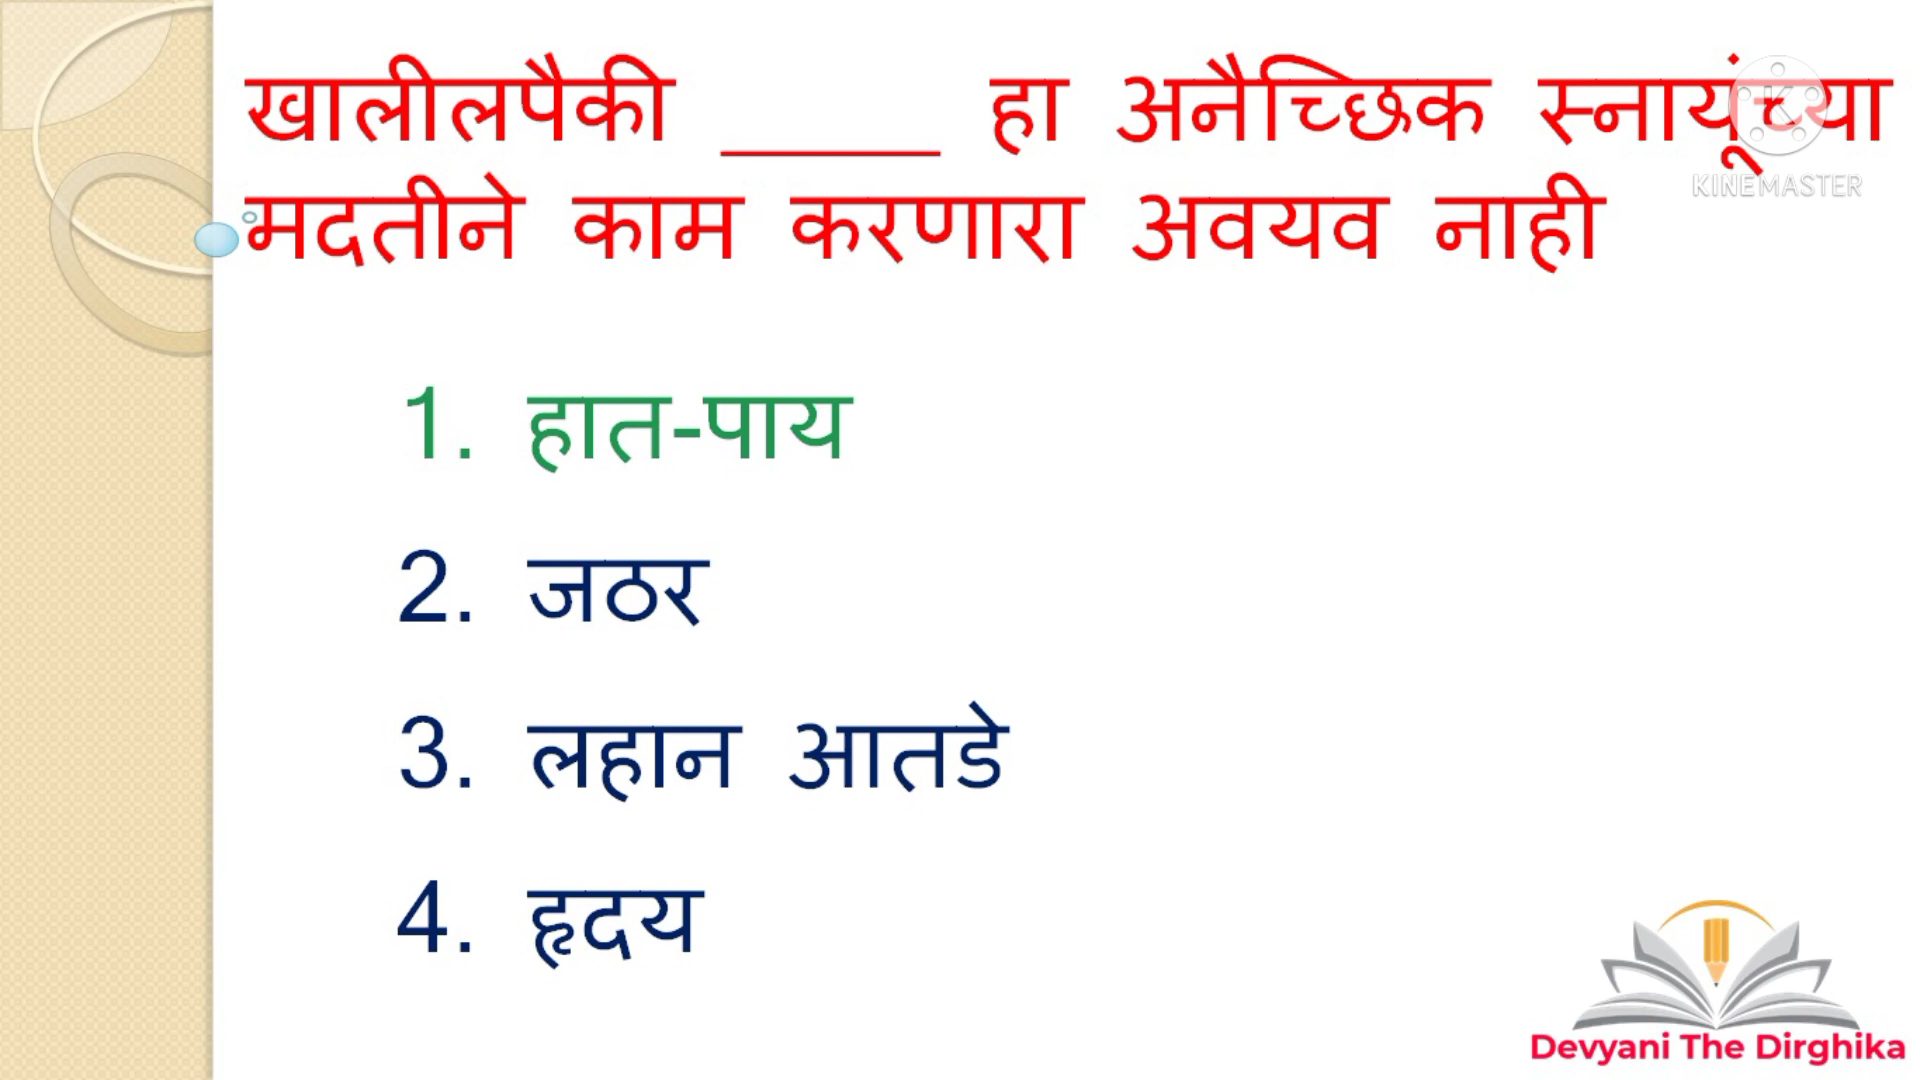 खालीलपैकी _____ हा अनैच्छिक स्नायूंच्या
मदतीने काम करणारा अवयव नाही
KINEMASTER
1. हात-पाय
2. जठर
3. लहान आतडे
4. हृदय
Devyani The Dirghika